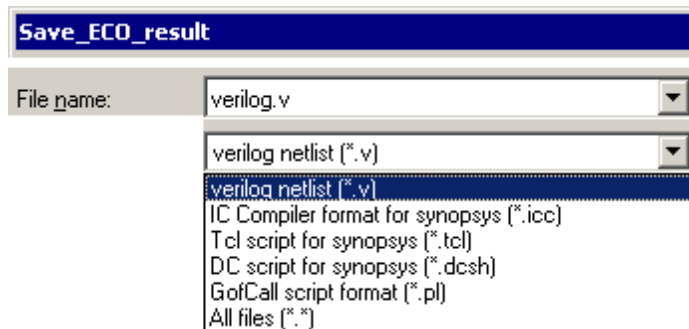 Save_ECO_result
File name:
verilog.v
verilog netlist (*.v)
verilog netlist (*.v)
IC Compiler format for synopsys (*.icc)
Tcl script for synopsys (*.tcl)
DC script for synopsys (*.dcsh)
GofCall script format (*.pl)
All files (*.*)